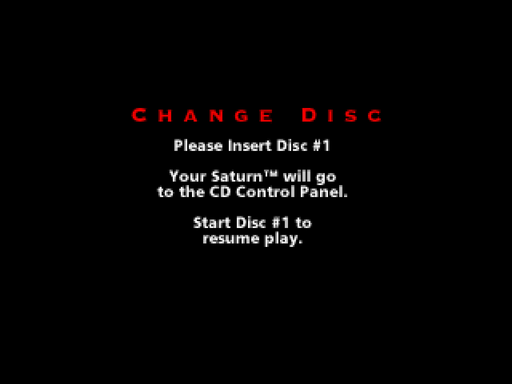 CHANGE DISC
Please Insert Disc #1
Your Saturn™ will go
to the CD Control Panel.
Start Disc #1 to
resume play.